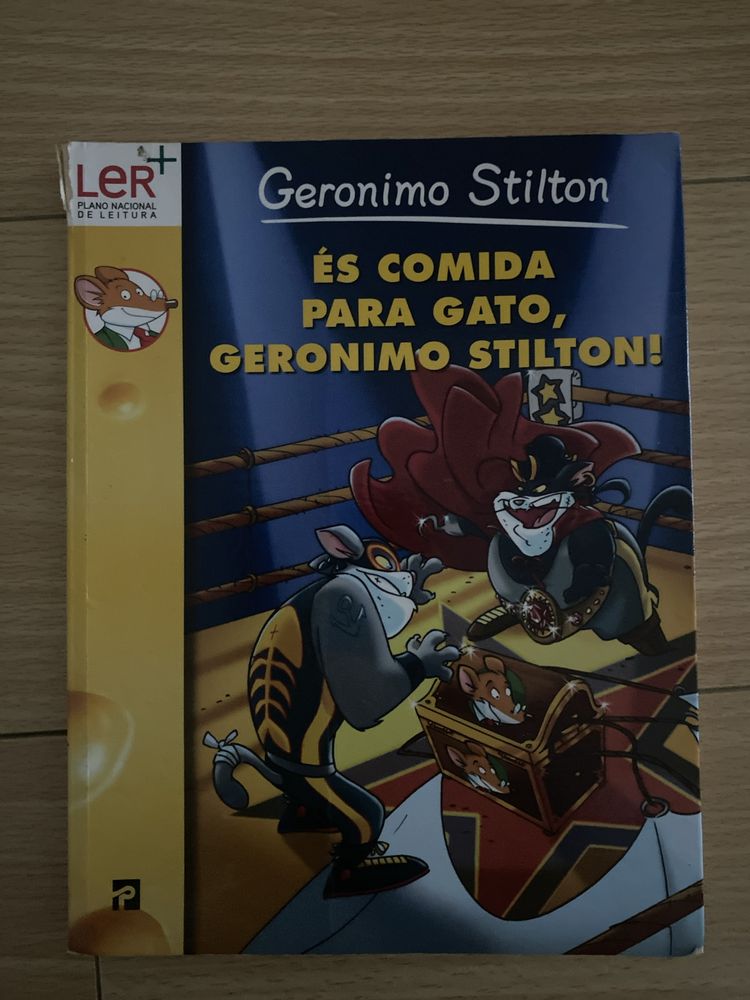 LeR+
PLANO NACIONAL
DE LEITURA
Geronimo Stilton
ÉS COMIDA
PARA GATO,
GERONIMO STILTON!